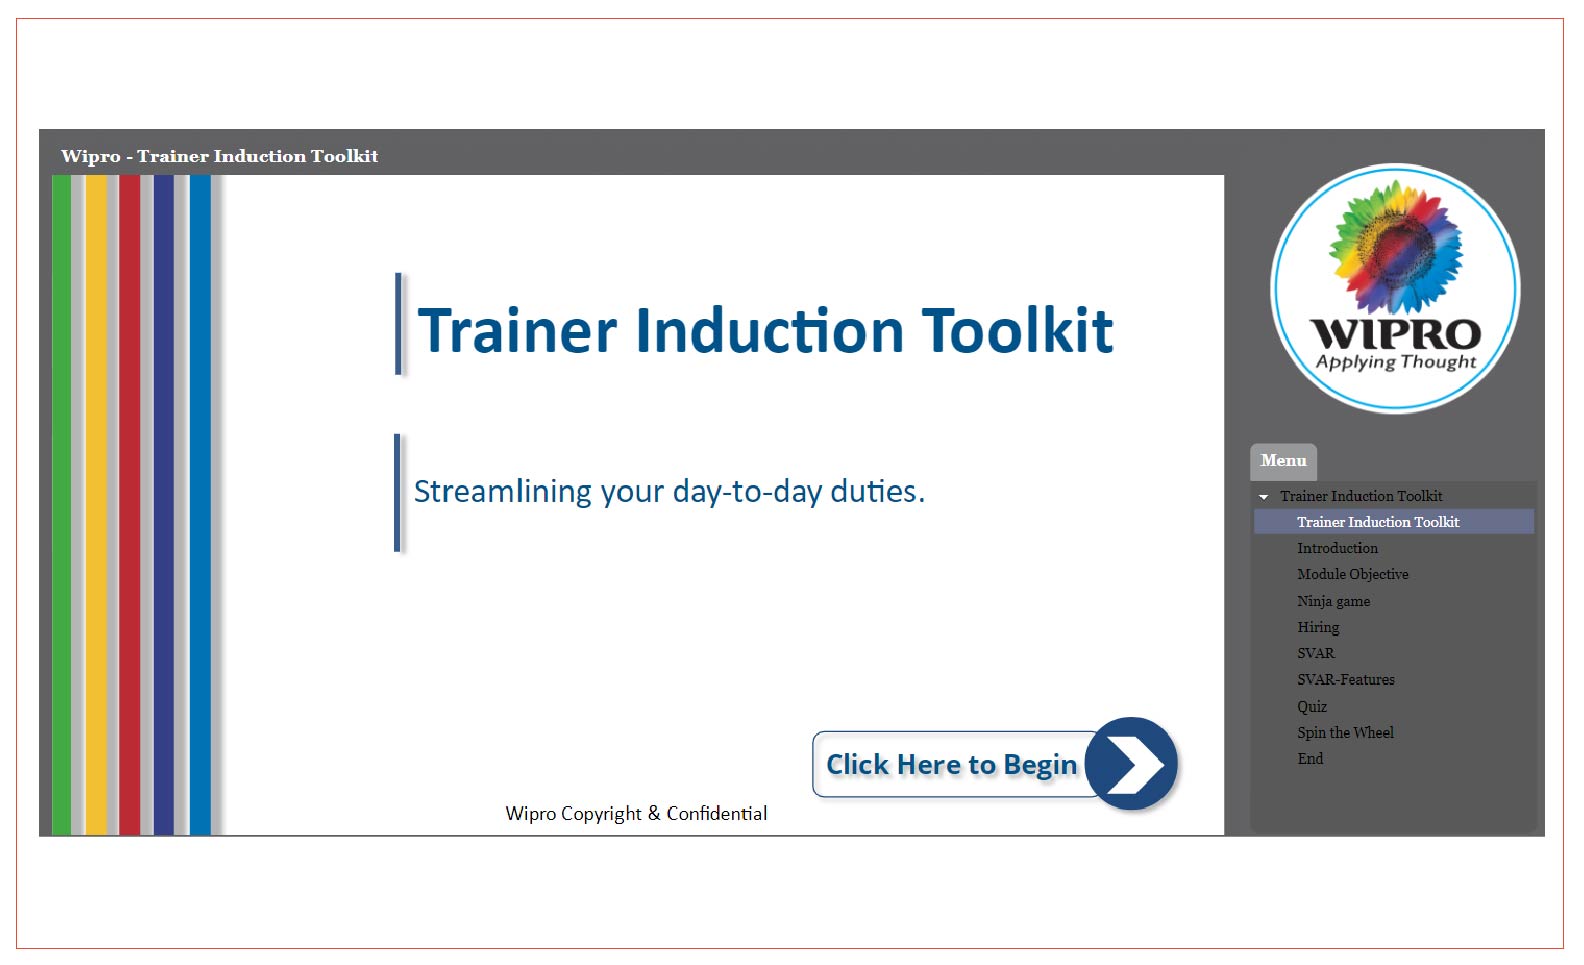 Wipro - Trainer Induction Toolkit
Trainer Induction Toolkit
Streamlining your day-to-day duties.
Click Here to Begin
Wipro Copyright & Confidential
WIPRO
Applying Thought
Menu
Trainer Induction Toolkit
Trainer Induction Toolkit
Introduction
Module Objective
Ninja game
Hiring
SVAR
SVAR-Features
Quiz
Spin the Wheel
End